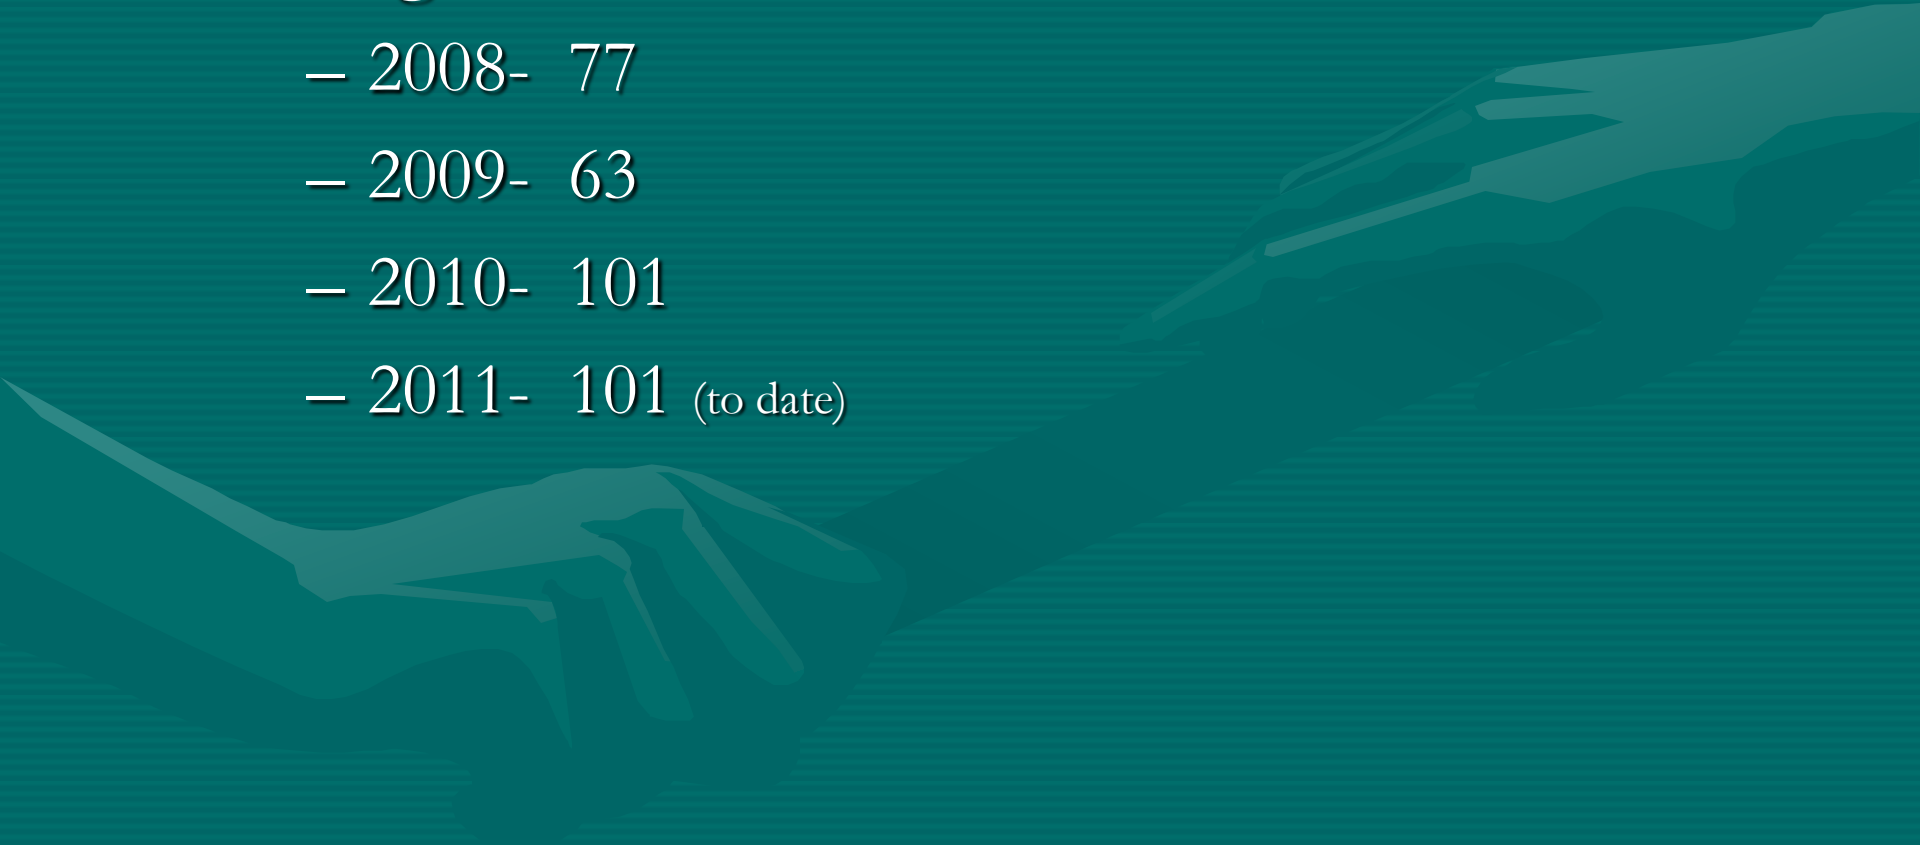 – 2008-  77
– 2009-  63
– 2010-  101
– 2011-  101 (to date)